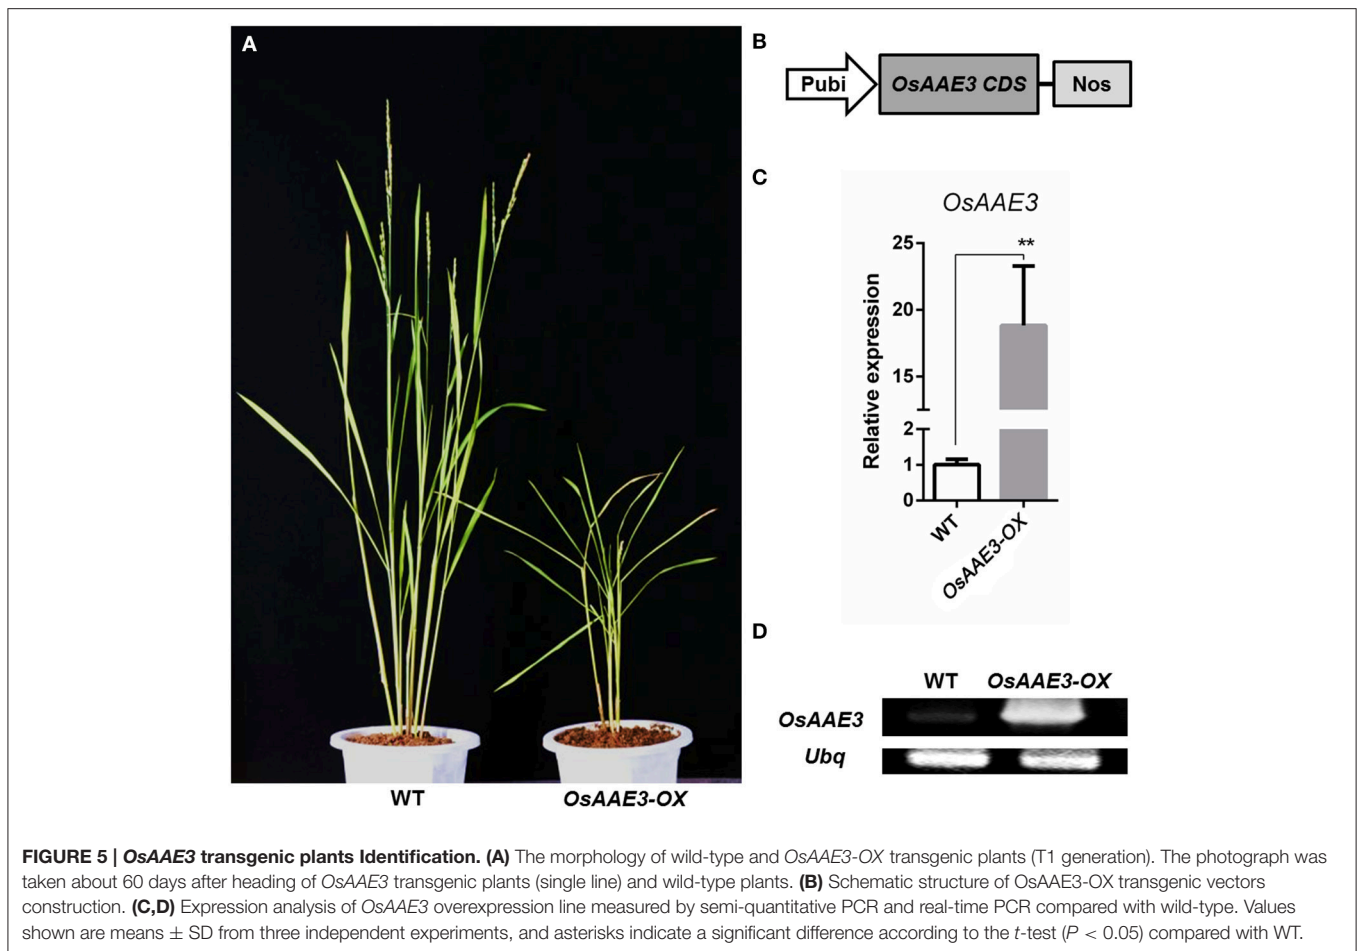 A
WT
OsAAE3-OX
B
Pubi
OsAAE3 CDS
Nos
C
OsAAE3
Relative expression
25
20
15
2
1
0
**
WT
OsAAE3-OX
D
WT
OsAAE3-OX
OsAAE3
Ubq
FIGURE 5 | OsAAE3 transgenic plants Identification. (A) The morphology of wild-type and OsAAE3-OX transgenic plants (T1 generation). The photograph was
taken about 60 days after heading of OsAAE3 transgenic plants (single line) and wild-type plants. (B) Schematic structure of OsAAE3-OX transgenic vectors
construction. (C,D) Expression analysis of OsAAE3 overexpression line measured by semi-quantitative PCR and real-time PCR compared with wild-type. Values
shown are means ± SD from three independent experiments, and asterisks indicate a significant difference according to the t-test (P < 0.05) compared with WT.